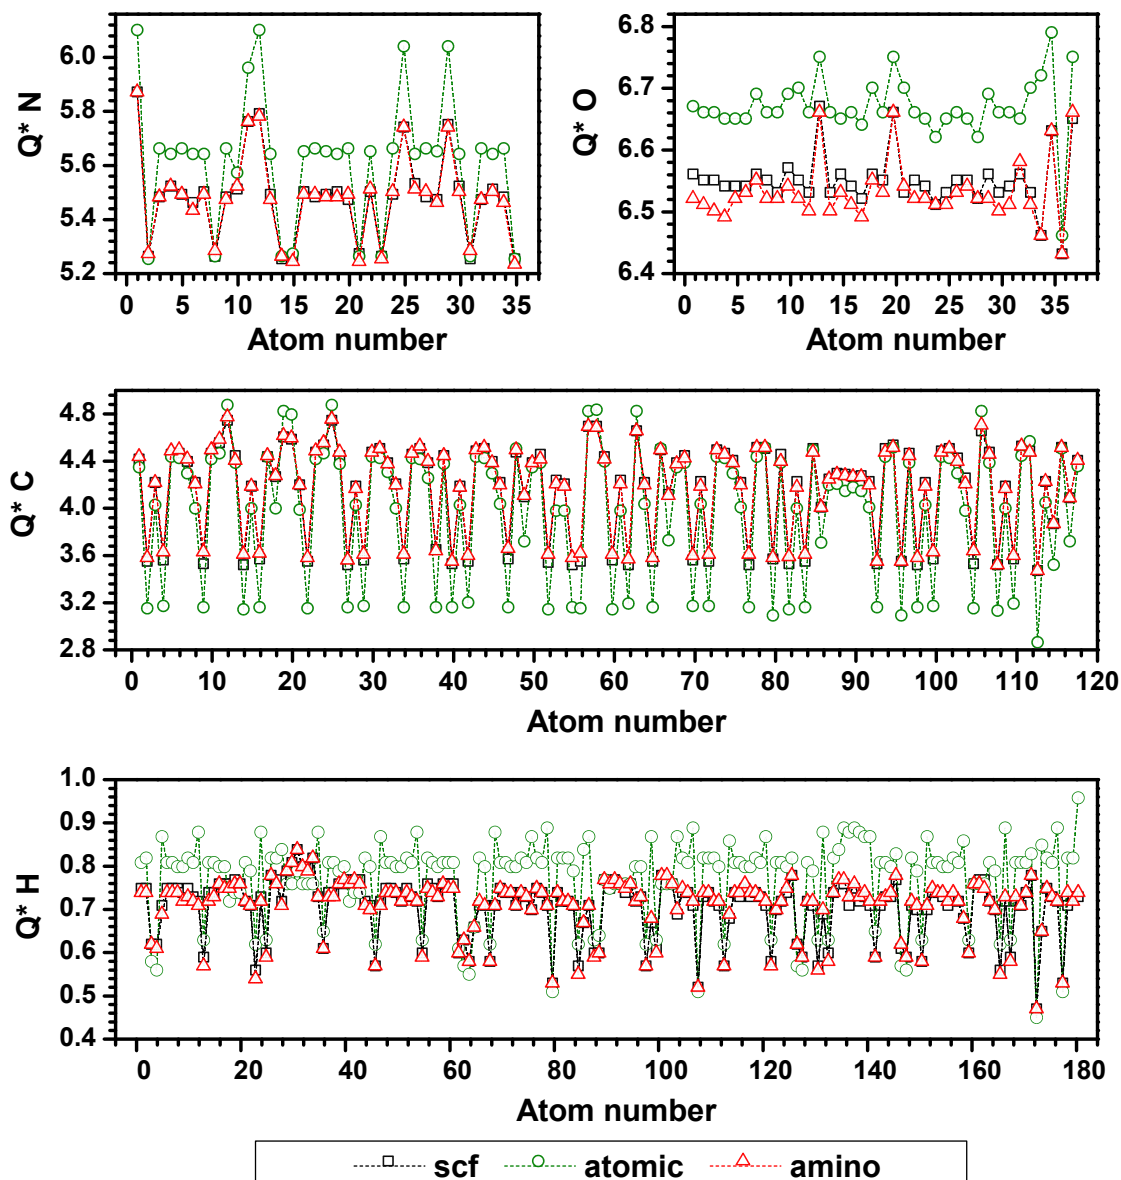 6.0
5.8
5.6
5.4
5.2
Q* N
0 5 10 15 20 25 30 35
Atom number
6.8
6.7
6.6
6.5
6.4
Q* O
0 5 10 15 20 25 30 35
Atom number
4.8
4.4
4.0
3.6
3.2
2.8
Q* C
0 10 20 30 40 50 60 70 80 90 100 110 120
Atom number
1.0
0.9
0.8
0.7
0.6
0.5
0.4
Q* H
0 20 40 60 80 100 120 140 160 180
Atom number
scf atomic amino